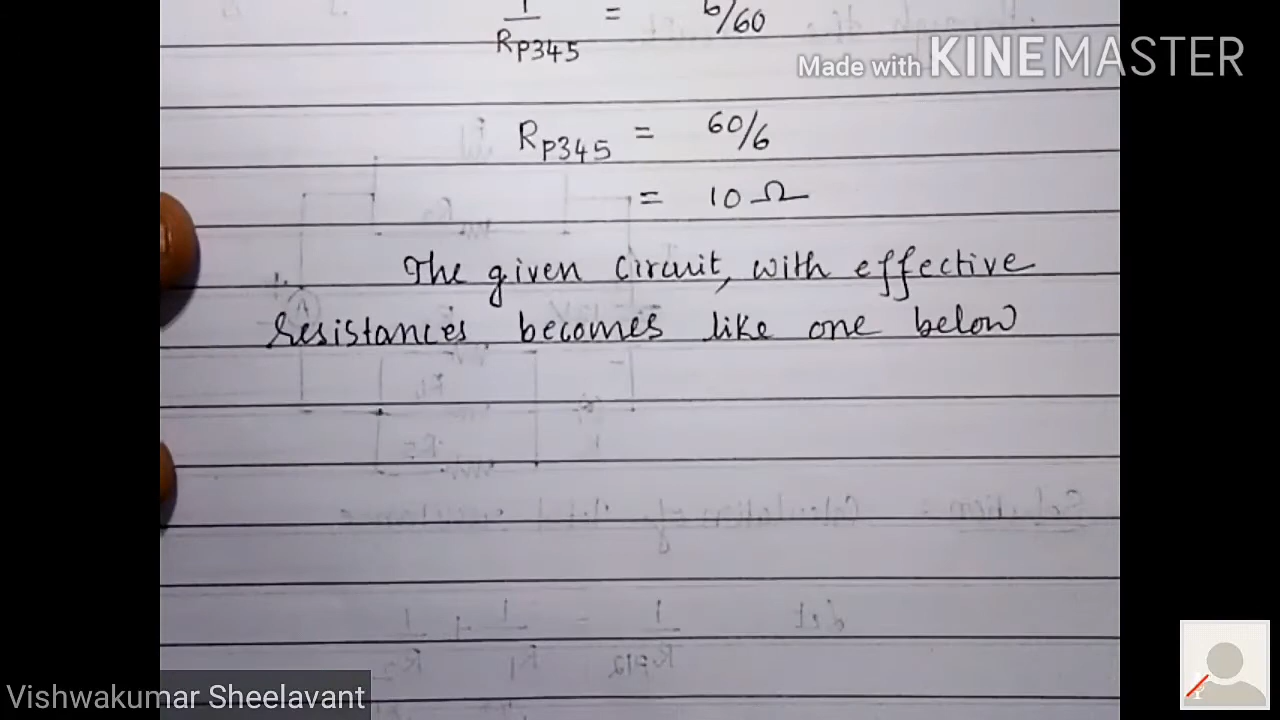 1
― = 6/60
RP345
Made with KINEMASTER
RP345 = 60/6
= 10 Ω
The given circuit, with effective
resistances, becomes like one below
Vishwakumar Sheelavant